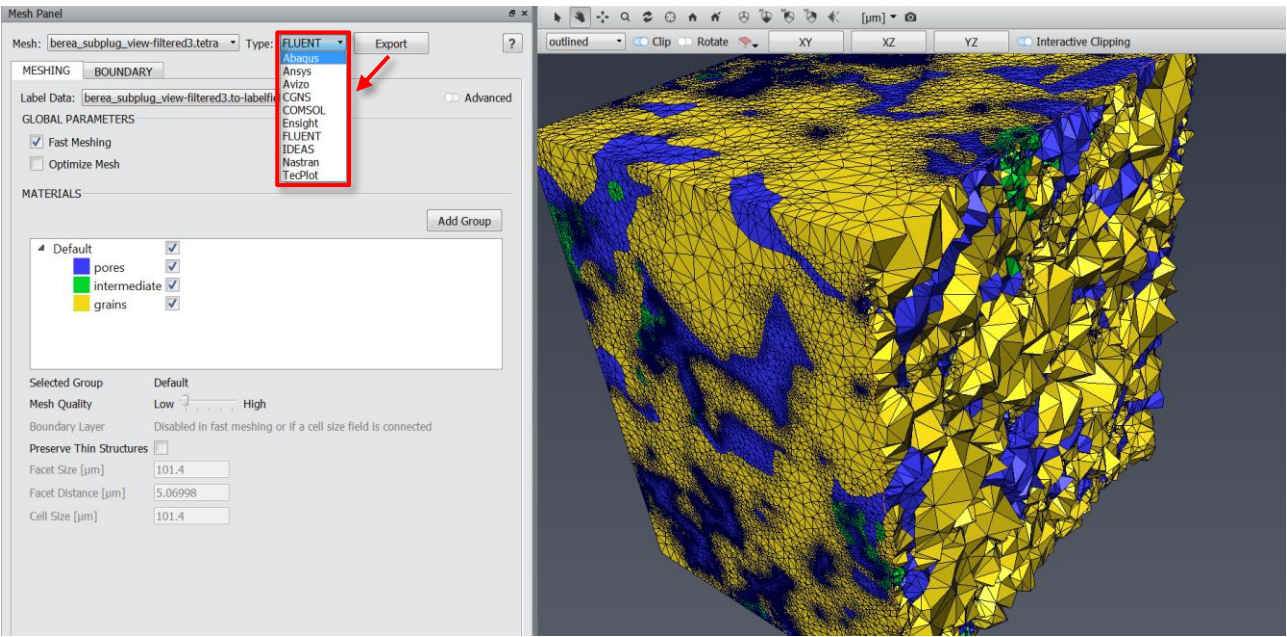 Mesh Panel
[µm]
Mesh: berea_subplug_view-filtered3.tetra Type: FLUENT Export ?
outlined Clip Rotate XY XZ YZ Interactive Clipping
Abaqus
Ansys
Avizo
CGNS
COMSOL
Ensight
FLUENT
IDEAS
Nastran
TecPlot
MESHING BOUNDARY
Label Data: berea_subplug_view-filtered3.to-labelfie Advanced
GLOBAL PARAMETERS
Fast Meshing
Optimize Mesh
MATERIALS
Add Group
Default
pores
intermediate
grains
Selected Group Default
Mesh Quality Low High
Boundary Layer Disabled in fast meshing or if a cell size field is connected
Preserve Thin Structures
Facet Size [µm] 101.4
Facet Distance [µm] 5.06998
Cell Size [µm] 101.4